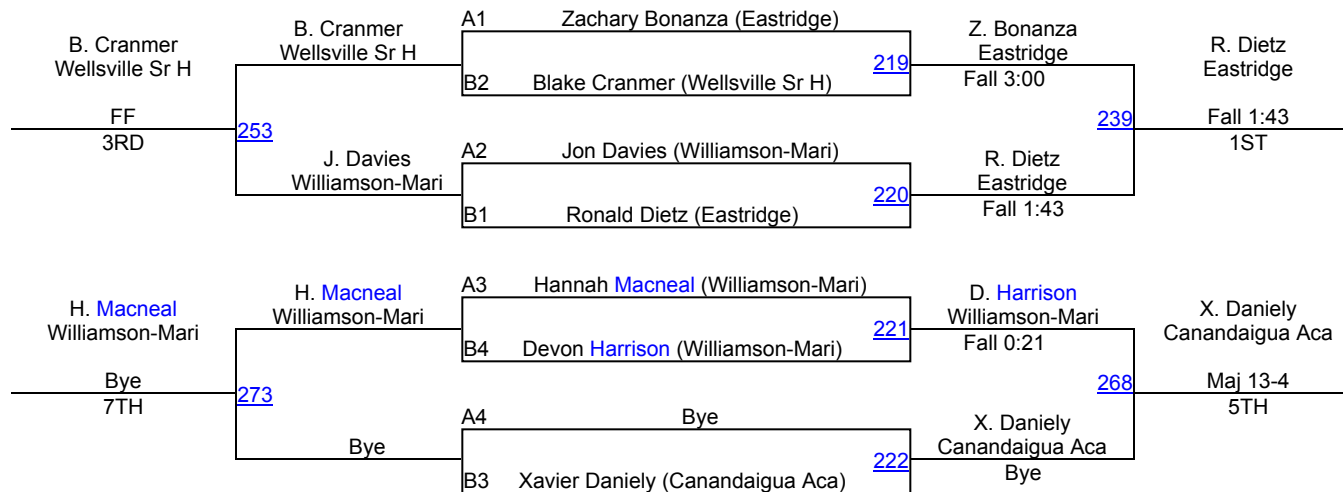 A1 Zachary Bonanza (Eastridge)
B. Cranmer
Wellsville Sr H
B. Cranmer
Wellsville Sr H
219
Z. Bonanza
Eastridge
Fall 3:00
R. Dietz
Eastridge
B2 Blake Cranmer (Wellsville Sr H)
FF
3RD
253
239
Fall 1:43
1ST
J. Davies
Williamson-Mari
A2 Jon Davies (Williamson-Mari)
220
R. Dietz
Eastridge
Fall 1:43
B1 Ronald Dietz (Eastridge)
H. Macneal
Williamson-Mari
H. Macneal
Williamson-Mari
A3 Hannah Macneal (Williamson-Mari)
221
D. Harrison
Williamson-Mari
Fall 0:21
X. Daniely
Canandaigua Aca
B4 Devon Harrison (Williamson-Mari)
Bye
7TH
273
268
Maj 13-4
5TH
Bye
A4 Bye
222
X. Daniely
Canandaigua Aca
Bye
B3 Xavier Daniely (Canandaigua Aca)